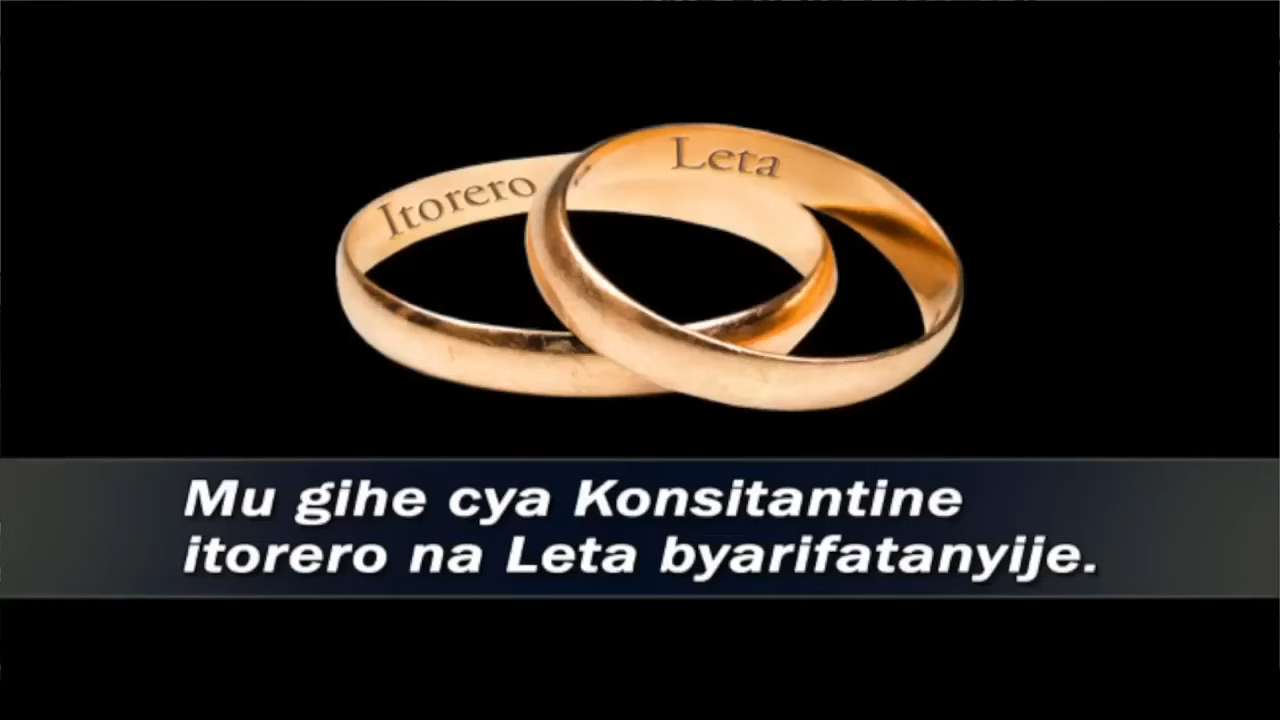 Itorero
Leta
Mu gihe cya Konsitantine
itorero na Leta byarifatanyije.